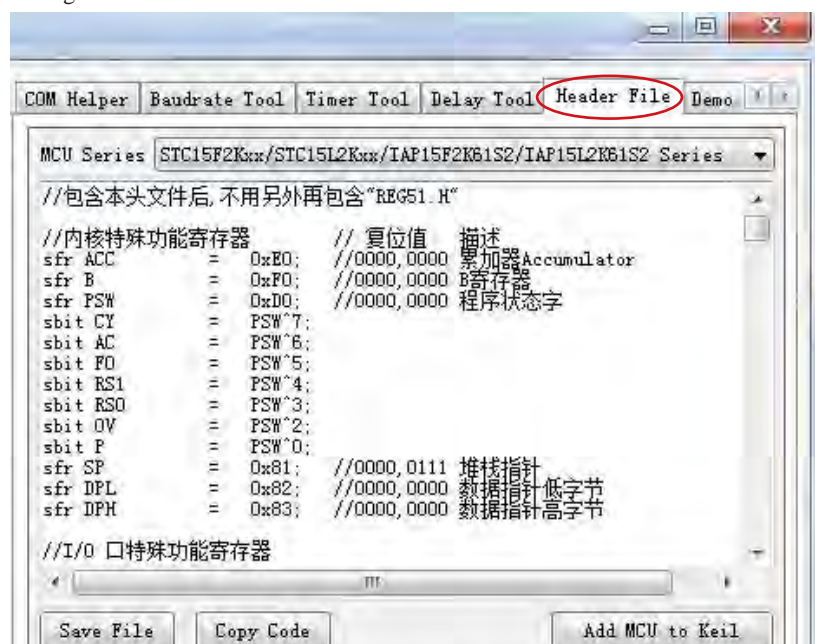 COM Helper Baudrate Tool Timer Tool Delay Tool Header File Demo
MCU Series STC15F2Kxx/STC15L2Kxx/IAP15F2K61S2/IAP15L2K61S2 Series
//包含本头文件后,不用另外再包含"REG51.H"
//内核特殊功能寄存器 // 复位值 描述
sfr ACC = 0xE0; //0000,0000 累加器Accumulator
sfr B = 0xF0; //0000,0000 B寄存器
sfr PSW = 0xD0; //0000,0000 程序状态字
sbit CY = PSW^7;
sbit AC = PSW^6;
sbit F0 = PSW^5;
sbit RS1 = PSW^4;
sbit RS0 = PSW^3;
sbit OV = PSW^2;
sbit P = PSW^0;
sfr SP = 0x81; //0000,0111 堆栈指针
sfr DPL = 0x82; //0000,0000 数据指针低字节
sfr DPH = 0x83; //0000,0000 数据指针高字节
//I/O 口特殊功能寄存器
Save File Copy Code Add MCU to Keil